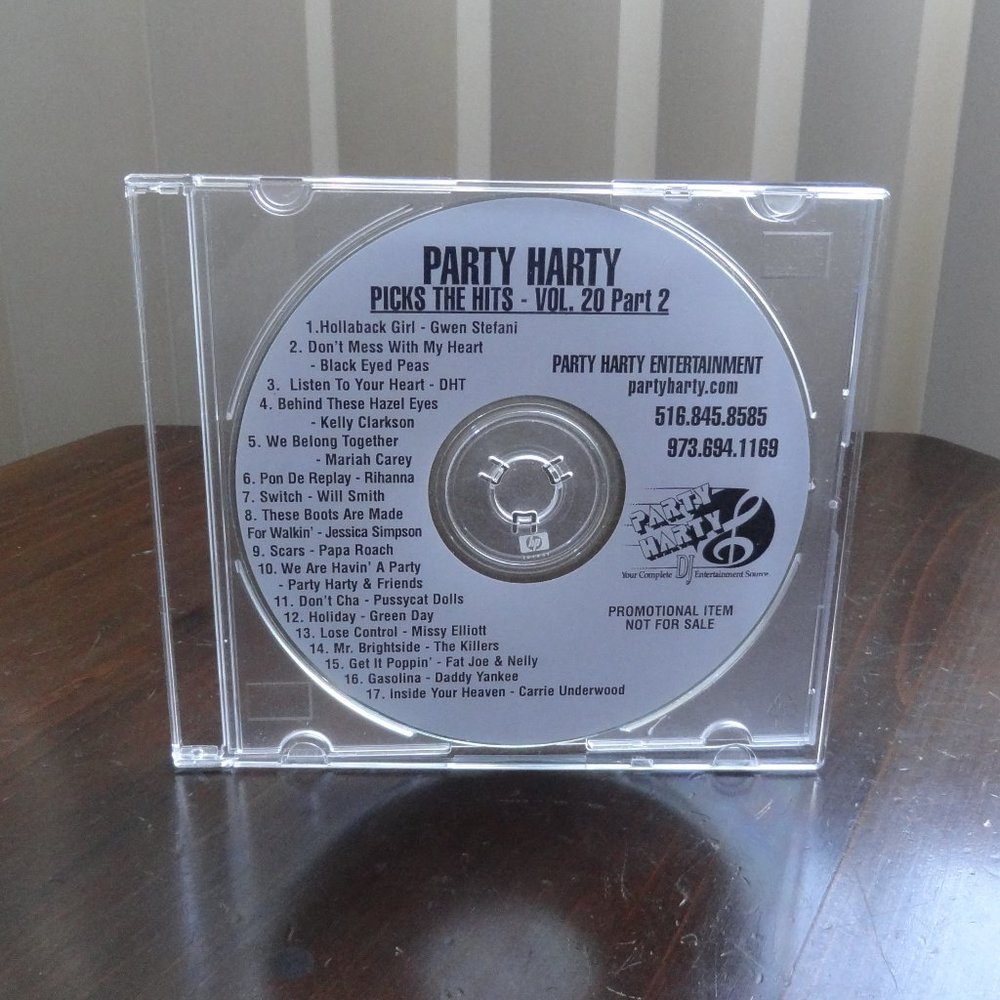 PARTY HARTY
PICKS THE HITS - VOL. 20 Part 2
1.Hollaback Girl - Gwen Stefani
2. Don't Mess With My Heart
- Black Eyed Peas
3. Listen To Your Heart - DHT
4. Behind These Hazel Eyes
- Kelly Clarkson
5. We Belong Together
- Mariah Carey
6. Pon De Replay - Rihanna
7. Switch - Will Smith
8. These Boots Are Made
For Walkin' - Jessica Simpson
9. Scars - Papa Roach
10. We Are Havin' A Party
- Party Harty & Friends
11. Don't Cha - Pussycat Dolls
12. Holiday - Green Day
13. Lose Control - Missy Elliott
14. Mr. Brightside - The Killers
15. Get It Poppin' - Fat Joe & Nelly
16. Gasolina - Daddy Yankee
17. Inside Your Heaven - Carrie Underwood
PARTY HARTY ENTERTAINMENT
partyharty.com
516.845.8585
973.694.1169
PARTY
HARTY
Your Complete DJ Entertainment Source
PROMOTIONAL ITEM
NOT FOR SALE
hp